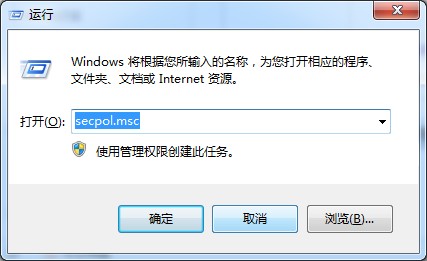 运行
Windows 将根据您所输入的名称，为您打开相应的程序、
文件夹、文档或 Internet 资源。
打开(O): secpol.msc
使用管理权限创建此任务。
确定 取消 浏览(B)...